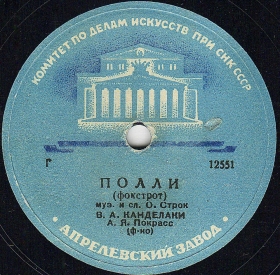 КОМИТЕТ ПО ДЕЛАМ ИСКУССТВ ПРИ СНК СССР
Г 12551
ПОЛЛИ
(фокстрот)
муз. и сл. О. Строк
В. А. КАНДЕЛАКИ
А. Я. Покрасс
(ф-но)
• АПРЕЛЕВСКИЙ ЗАВОД •